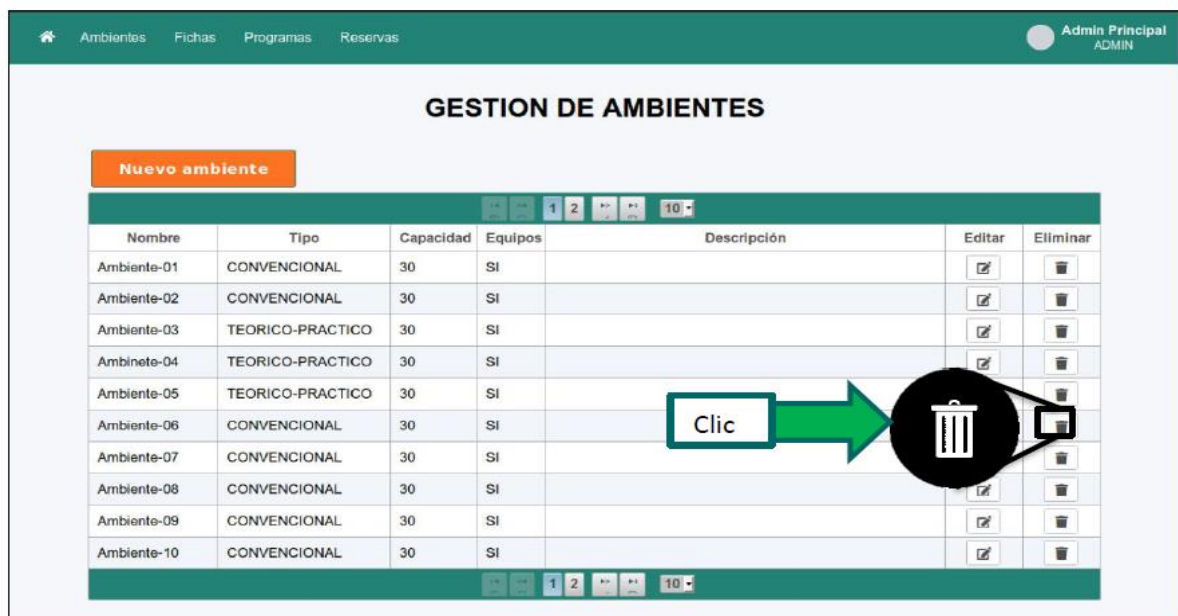 Ambientes Fichas Programas Reservas
Admin Principal
ADMIN
GESTION DE AMBIENTES
Nuevo ambiente
1 2 10
Nombre Tipo Capacidad Equipos Descripción Editar Eliminar
Ambiente-01 CONVENCIONAL 30 SI
Ambiente-02 CONVENCIONAL 30 SI
Ambiente-03 TEORICO-PRACTICO 30 SI
Ambinete-04 TEORICO-PRACTICO 30 SI
Ambiente-05 TEORICO-PRACTICO 30 SI
Ambiente-06 CONVENCIONAL 30 SI
Clic
Ambiente-07 CONVENCIONAL 30 SI
Ambiente-08 CONVENCIONAL 30 SI
Ambiente-09 CONVENCIONAL 30 SI
Ambiente-10 CONVENCIONAL 30 SI
1 2 10